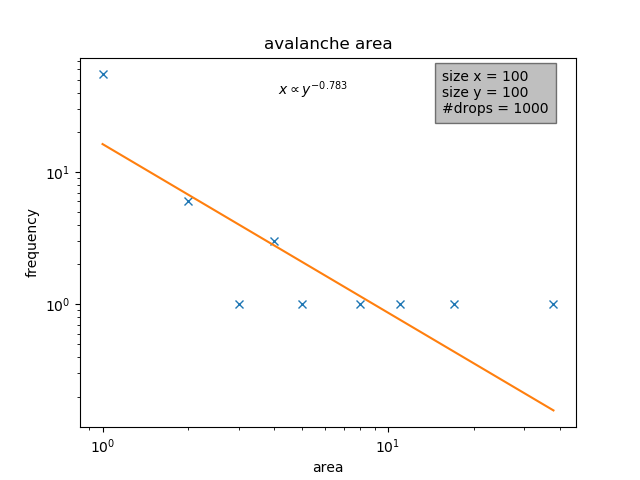 avalanche area
x ∝ y^{-0.783}
size x = 100
size y = 100
#drops = 1000
frequency
10^1
10^0
10^0
10^1
area